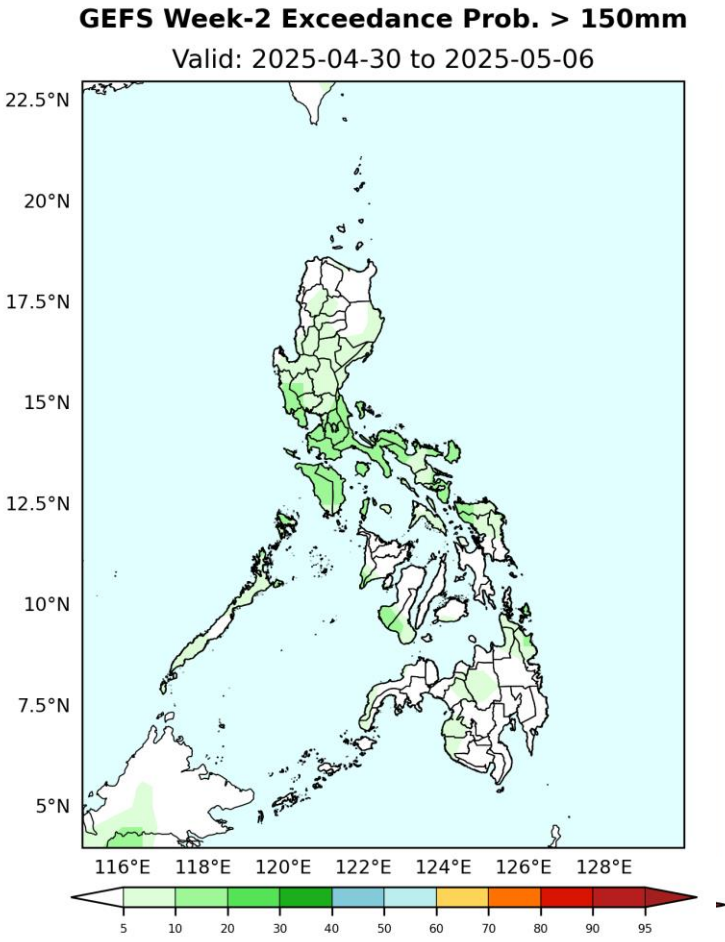 GEFS Week-2 Exceedance Prob. > 150mm
Valid: 2025-04-30 to 2025-05-06
22.5°N
20°N
17.5°N
15°N
12.5°N
10°N
7.5°N
5°N
116°E 118°E 120°E 122°E 124°E 126°E 128°E
5 10 20 30 40 50 60 70 80 90 95